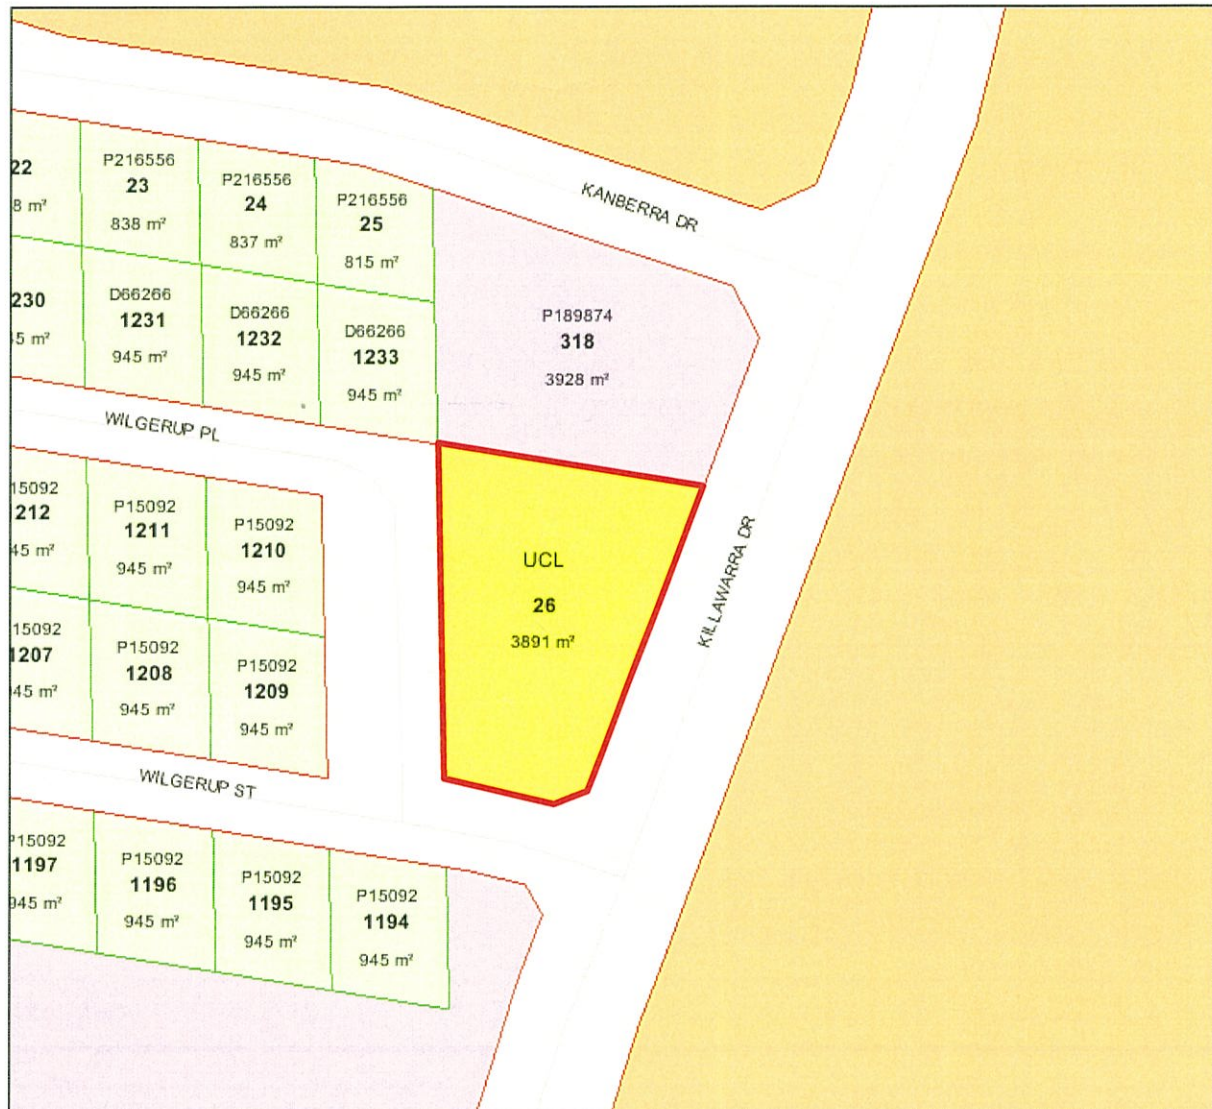 KANBERRA DR
22
8 m²
P216556
23
838 m²
P216556
24
837 m²
P216556
25
815 m²
P189874
318
3928 m²
230
45 m²
D66266
1231
945 m²
D66266
1232
945 m²
D66266
1233
945 m²
WILGERUP PL
15092
212
45 m²
P15092
1211
945 m²
P15092
1210
945 m²
UCL
26
3891 m²
KILLAWARRA DR
15092
1207
45 m²
P15092
1208
945 m²
P15092
1209
945 m²
WILGERUP ST
P15092
1197
945 m²
P15092
1196
945 m²
P15092
1195
945 m²
P15092
1194
945 m²